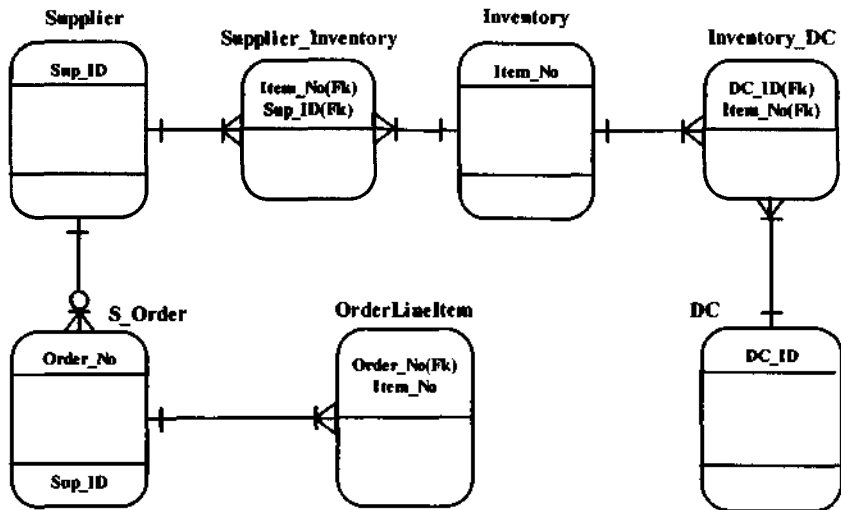 Supplier
Sup_ID
Supplier_Inventory
Item_No(Fk)
Sup_ID(Fk)
Inventory
Item_No
Inventory_DC
DC_ID(Fk)
Item_No(Fk)
S_Order
Order_No
Sup_ID
OrderLineItem
Order_No(Fk)
Item_No
DC
DC_ID